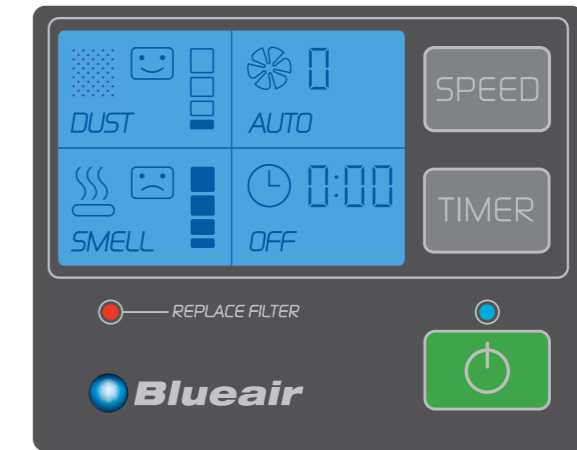 DUST
0
AUTO
SPEED
SMELL
0:00
OFF
TIMER
REPLACE FILTER
Blueair